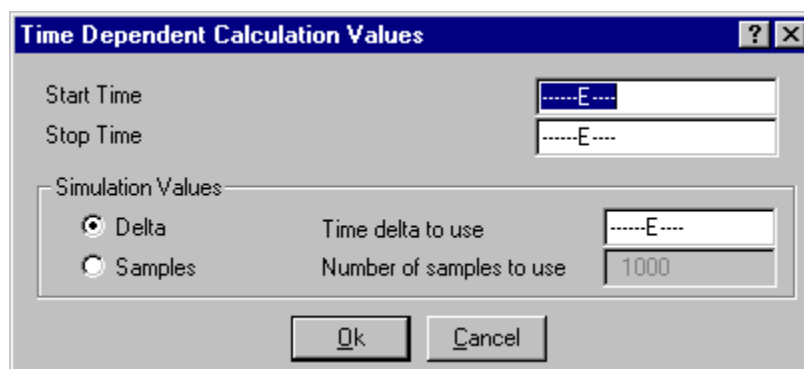 Time Dependent Calculation Values
Start Time ------E----
Stop Time ------E----
Simulation Values
Delta Time delta to use ------E----
Samples Number of samples to use 1000
Ok Cancel